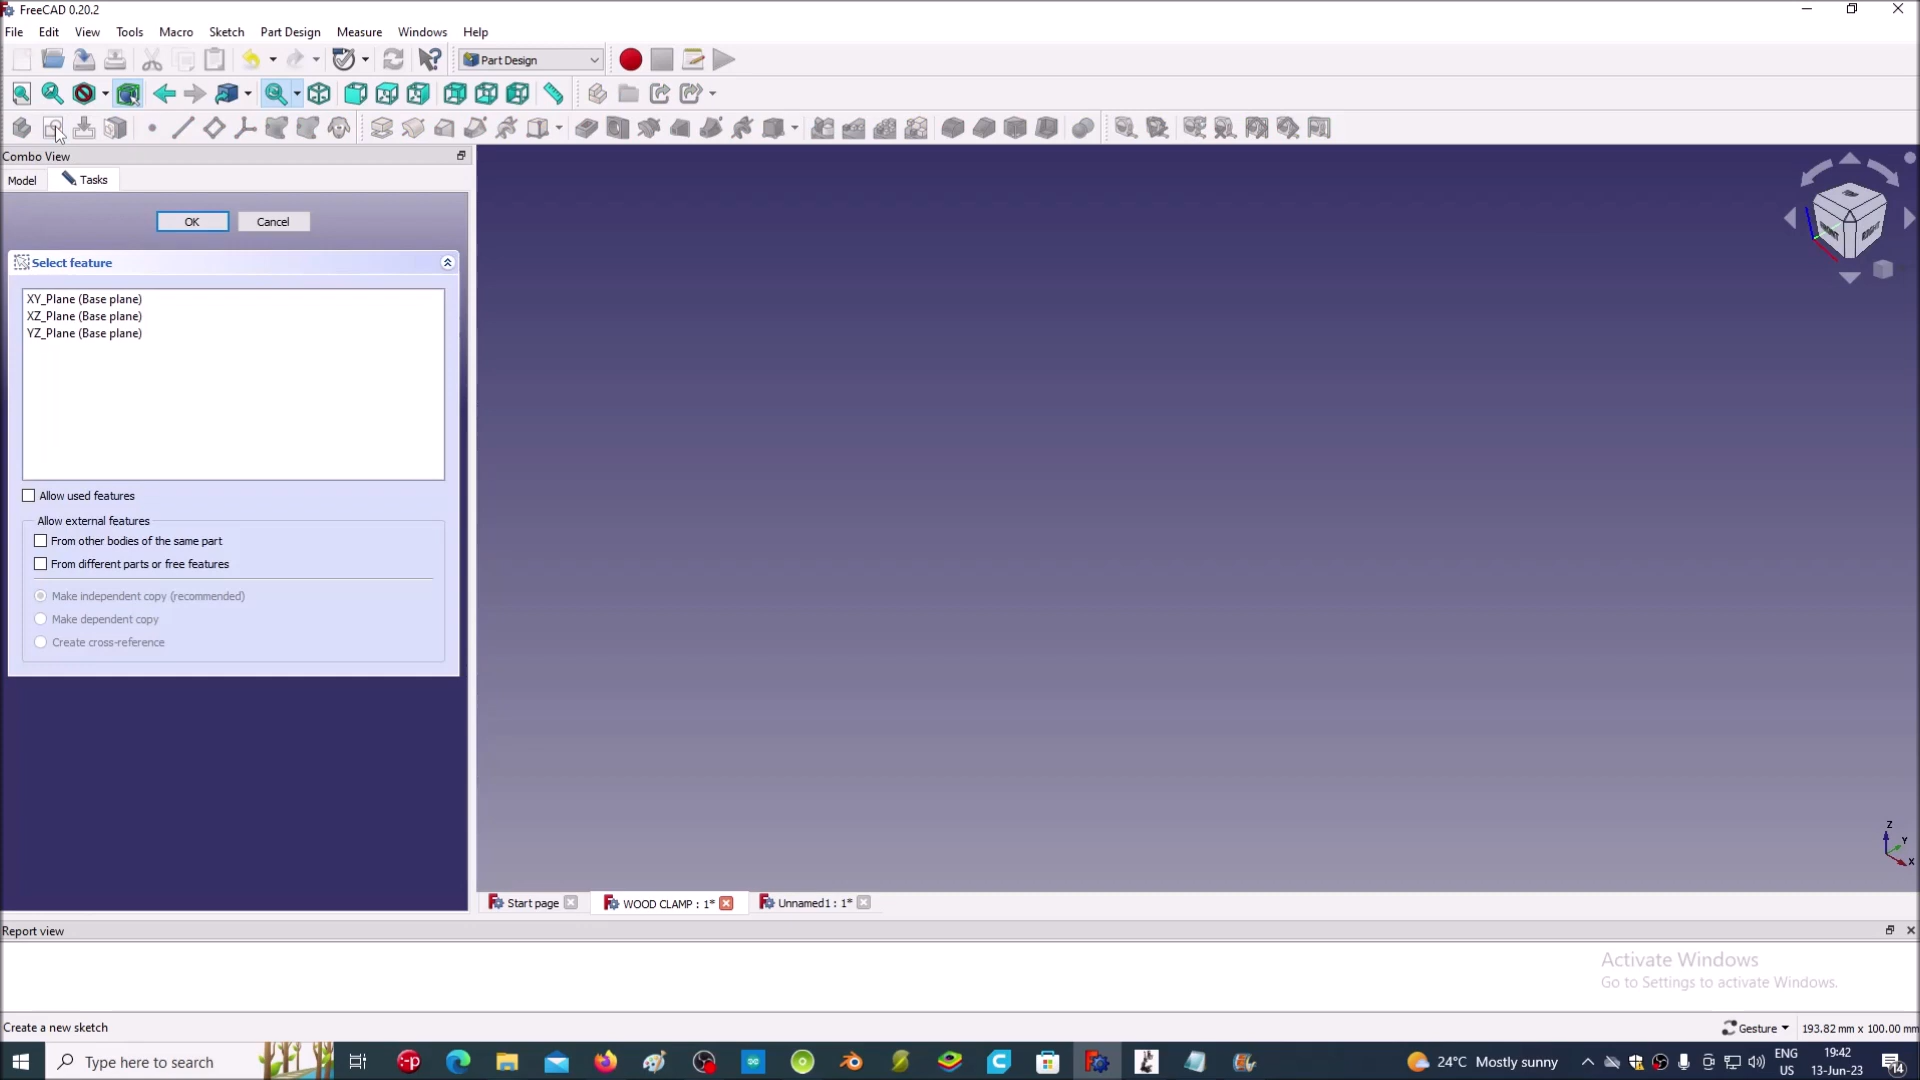 FreeCAD 0.20.2
File Edit View Tools Macro Sketch Part Design Measure Windows Help
Part Design
Combo View
Model Tasks
OK Cancel
Select feature
XY_Plane (Base plane)
XZ_Plane (Base plane)
YZ_Plane (Base plane)
Allow used features
Allow external features
From other bodies of the same part
From different parts or free features
Make independent copy (recommended)
Make dependent copy
Create cross-reference
FRONT RIGHT
Z
Y
X
Start page WOOD CLAMP : 1* Unnamed1 : 1*
Report view
Activate Windows
Go to Settings to activate Windows.
Create a new sketch
Gesture 193.82 mm x 100.00 mm
Type here to search
24°C Mostly sunny
ENG
US
19:42
13-Jun-23
14